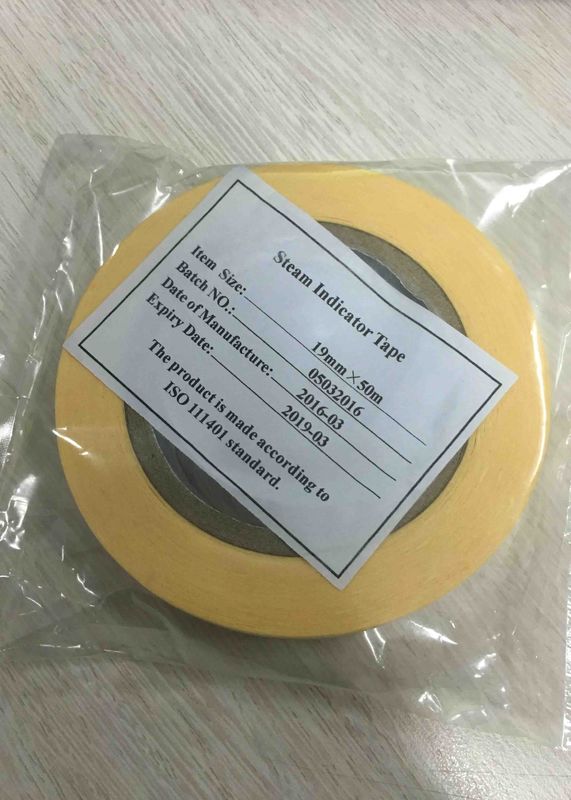 Steam Indicator Tape
Item Size: 19mm×50m
Batch NO.: 05032016
Date of Manufacture: 2016-03
Expiry Date: 2019-03
The product is made according to
ISO 111401 standard.